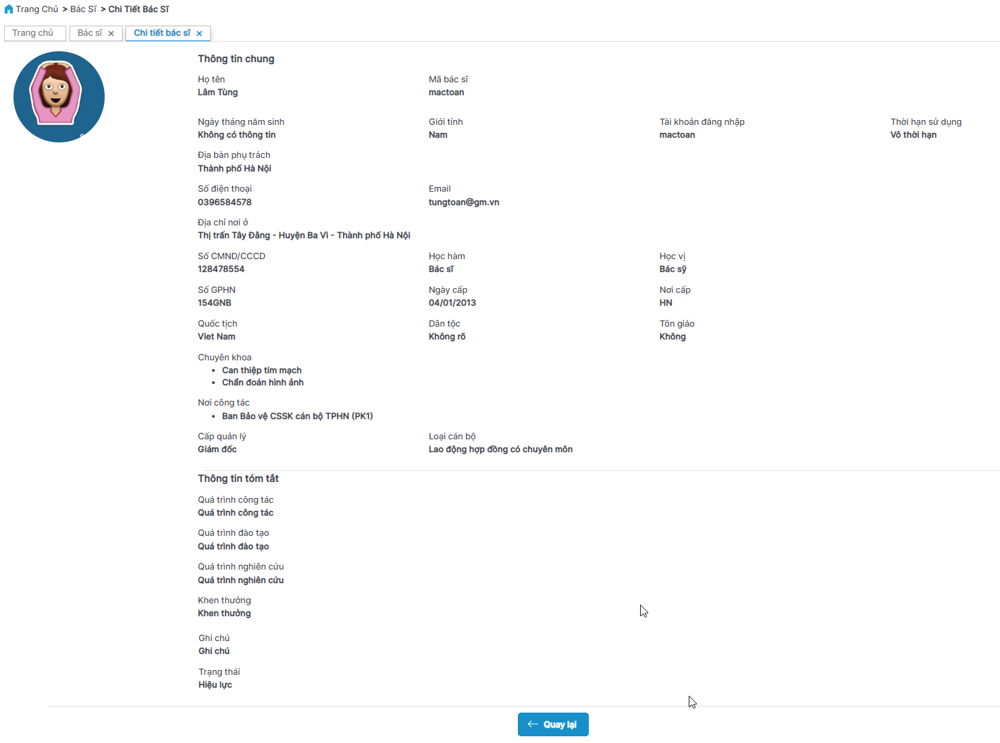 Trang Chủ > Bác Sĩ > Chi Tiết Bác Sĩ
Trang chủ Bác sĩ × Chi tiết bác sĩ ×
Thông tin chung
Họ tên Mã bác sĩ
Lâm Tùng mactoan
Ngày tháng năm sinh Giới tính Tài khoản đăng nhập Thời hạn sử dụng
Không có thông tin Nam mactoan Vô thời hạn
Địa bàn phụ trách
Thành phố Hà Nội
Số điện thoại Email
0396584578 tungtoan@gm.vn
Địa chỉ nơi ở
Thị trấn Tây Đằng - Huyện Ba Vì - Thành phố Hà Nội
Số CMND/CCCD Học hàm Học vị
128478554 Bác sĩ Bác sỹ
Số GPHN Ngày cấp Nơi cấp
154GNB 04/01/2013 HN
Quốc tịch Dân tộc Tôn giáo
Viet Nam Không rõ Không
Chuyên khoa
• Can thiệp tim mạch
• Chẩn đoán hình ảnh
Nơi công tác
• Ban Bảo vệ CSSK cán bộ TPHN (PK1)
Cấp quản lý Loại cán bộ
Giám đốc Lao động hợp đồng có chuyên môn
Thông tin tóm tắt
Quá trình công tác
Quá trình công tác
Quá trình đào tạo
Quá trình đào tạo
Quá trình nghiên cứu
Quá trình nghiên cứu
Khen thưởng
Khen thưởng
Ghi chú
Ghi chú
Trạng thái
Hiệu lực
← Quay lại